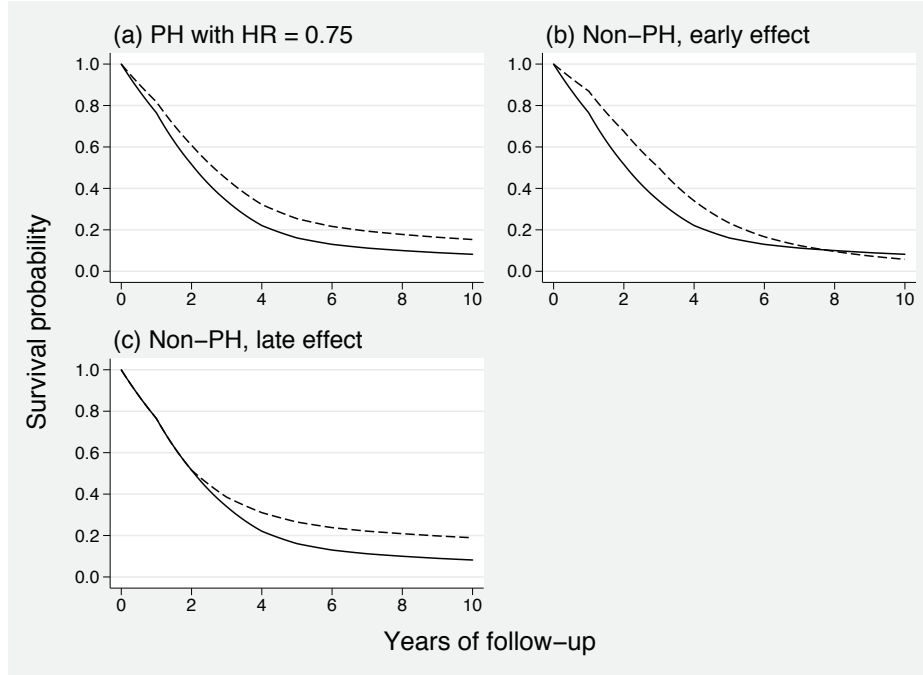 (a) PH with HR = 0.75
1.0
0.8
0.6
0.4
0.2
0.0
0 2 4 6 8 10
(b) Non−PH, early effect
1.0
0.8
0.6
0.4
0.2
0.0
0 2 4 6 8 10
(c) Non−PH, late effect
1.0
0.8
0.6
0.4
0.2
0.0
0 2 4 6 8 10
Survival probability
Years of follow−up